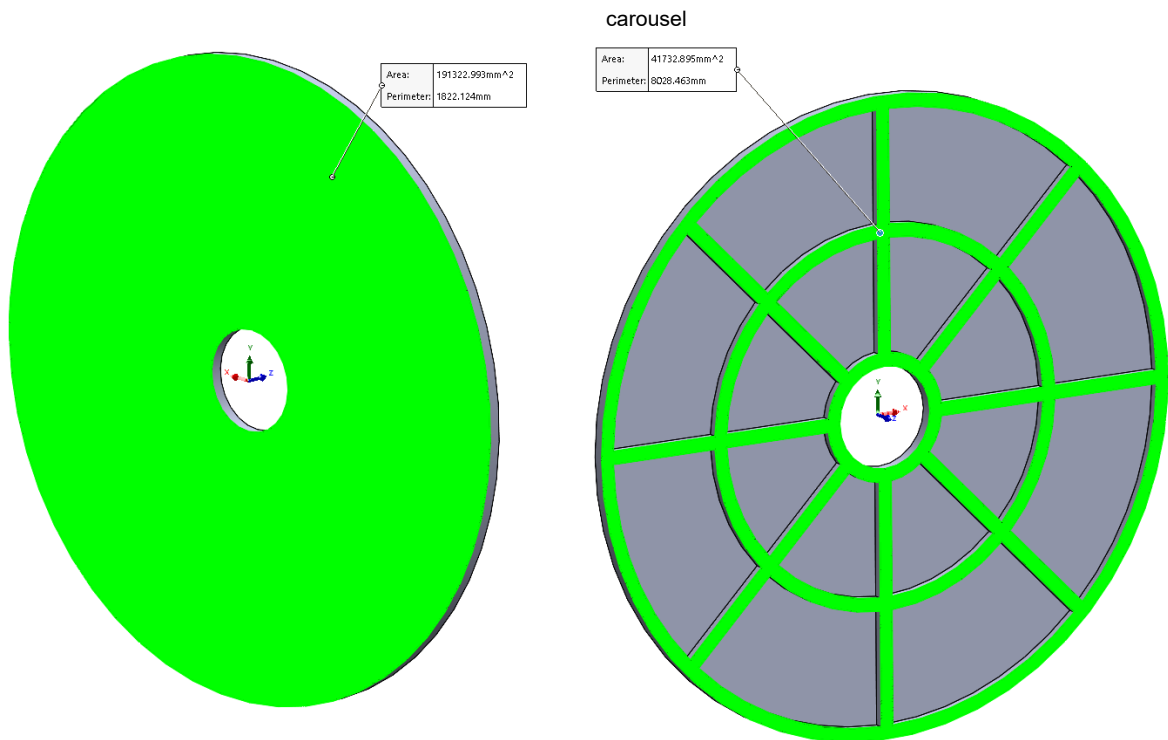 carousel
Area: 191322.993mm^2
Perimeter: 1822.124mm
Area: 41732.895mm^2
Perimeter: 8028.463mm
Y
X
Z
Y
X
Z